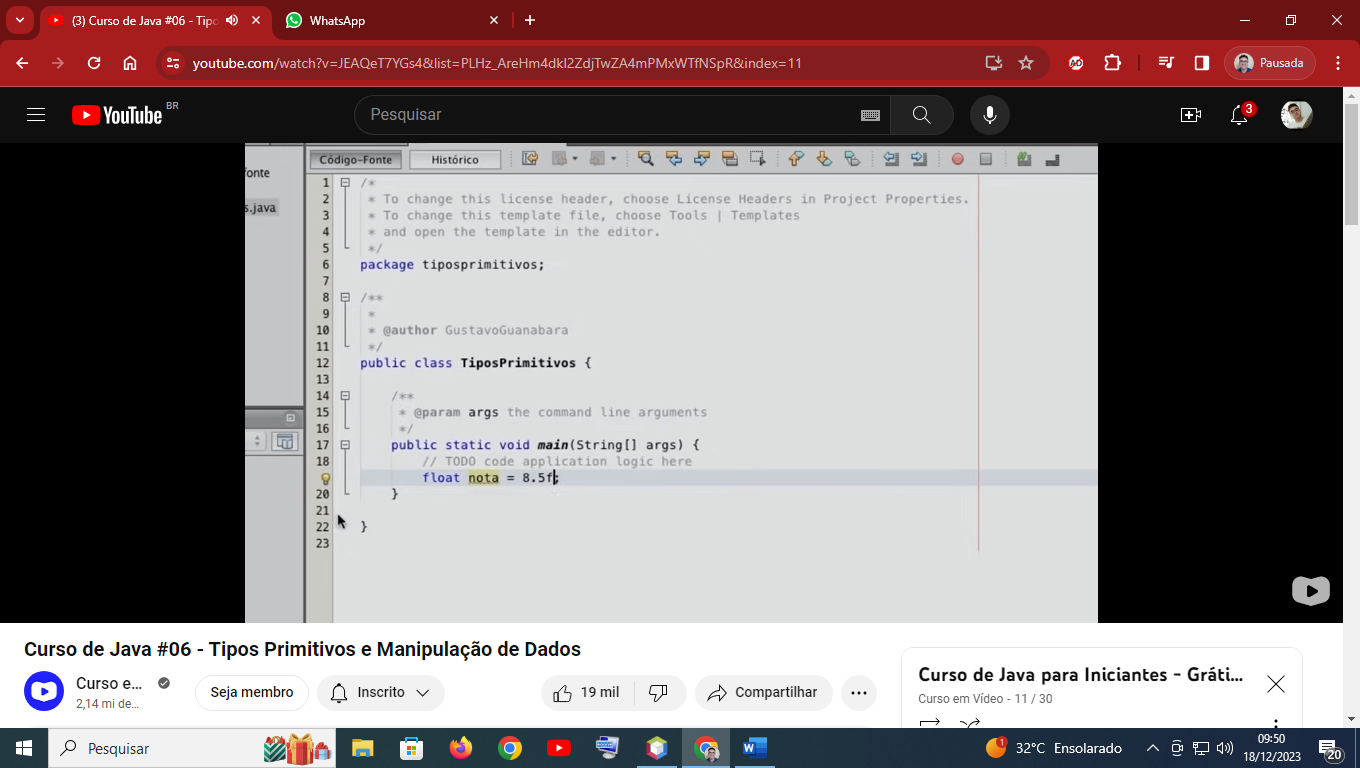 (3) Curso de Java #06 - Tipo
WhatsApp
youtube.com/watch?v=JEAQeT7YGs4&list=PLHz_AreHm4dkI2ZdjTwZA4mPMxWTfNSpR&index=11
Pausada
YouTube BR
Pesquisar
3
Código-Fonte
Histórico
fonte
s.java
1 /*
2 * To change this license header, choose License Headers in Project Properties.
3 * To change this template file, choose Tools | Templates
4 * and open the template in the editor.
5 */
6 package tiposprimitivos;
7
8 /**
9 *
10 * @author GustavoGuanabara
11 */
12 public class TiposPrimitivos {
13
14 /**
15 * @param args the command line arguments
16 */
17 public static void main(String[] args) {
18 // TODO code application logic here
float nota = 8.5f;
20 }
21
22 }
23
Curso de Java #06 - Tipos Primitivos e Manipulação de Dados
Curso e...
2,14 mi de...
Seja membro
Inscrito
19 mil
Compartilhar
Curso de Java para Iniciantes - Gráti...
Curso em Vídeo - 11 / 30
Pesquisar
1
32°C Ensolarado
09:50
18/12/2023
20